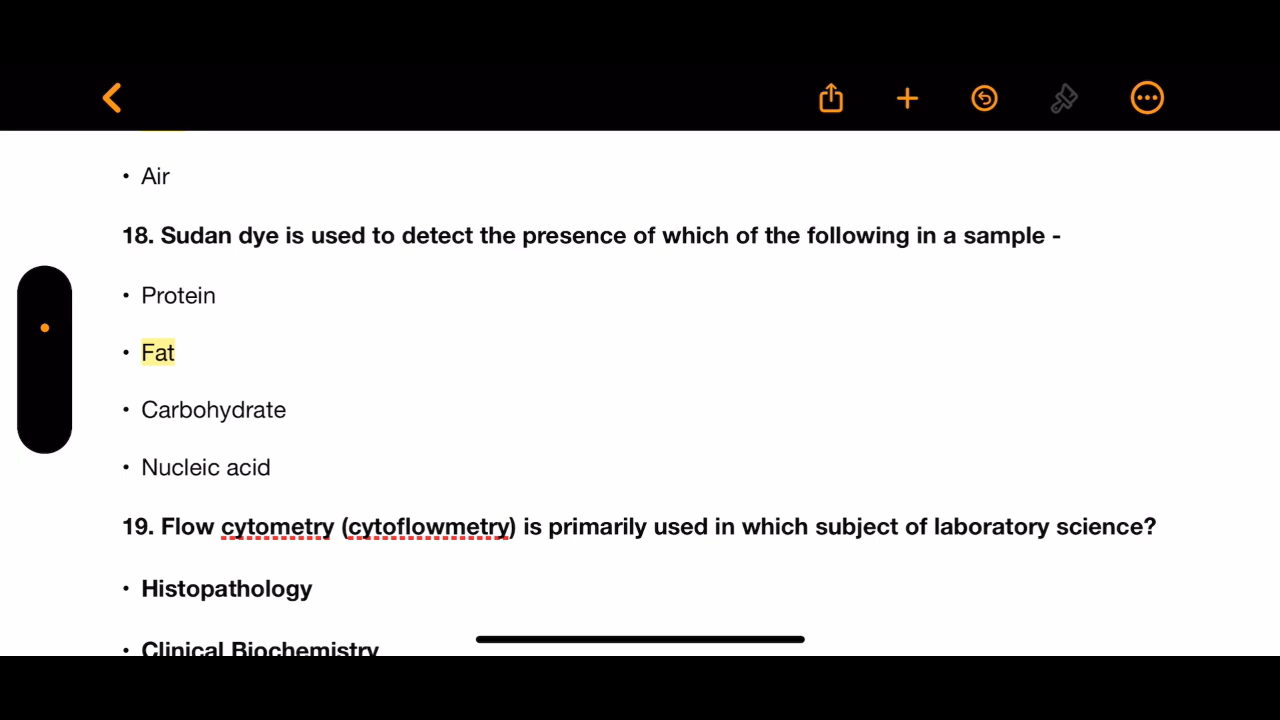 • Air
18. Sudan dye is used to detect the presence of which of the following in a sample -
• Protein
• Fat
• Carbohydrate
• Nucleic acid
19. Flow cytometry (cytoflowmetry) is primarily used in which subject of laboratory science?
• Histopathology
• Clinical Biochemistry